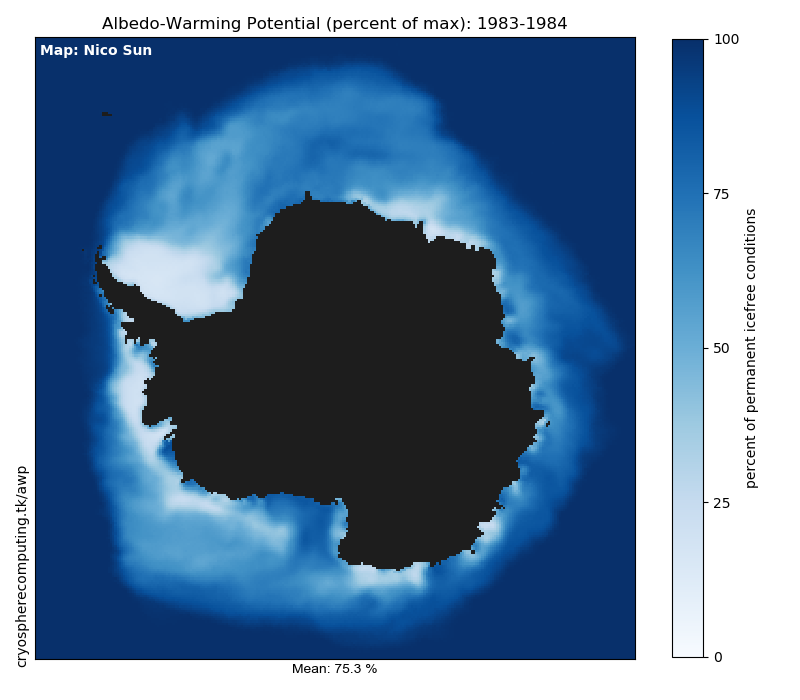 Albedo-Warming Potential (percent of max): 1983-1984
Map: Nico Sun
100
75
50
25
0
percent of permanent icefree conditions
cryospherecomputing.tk/awp
Mean: 75.3 %